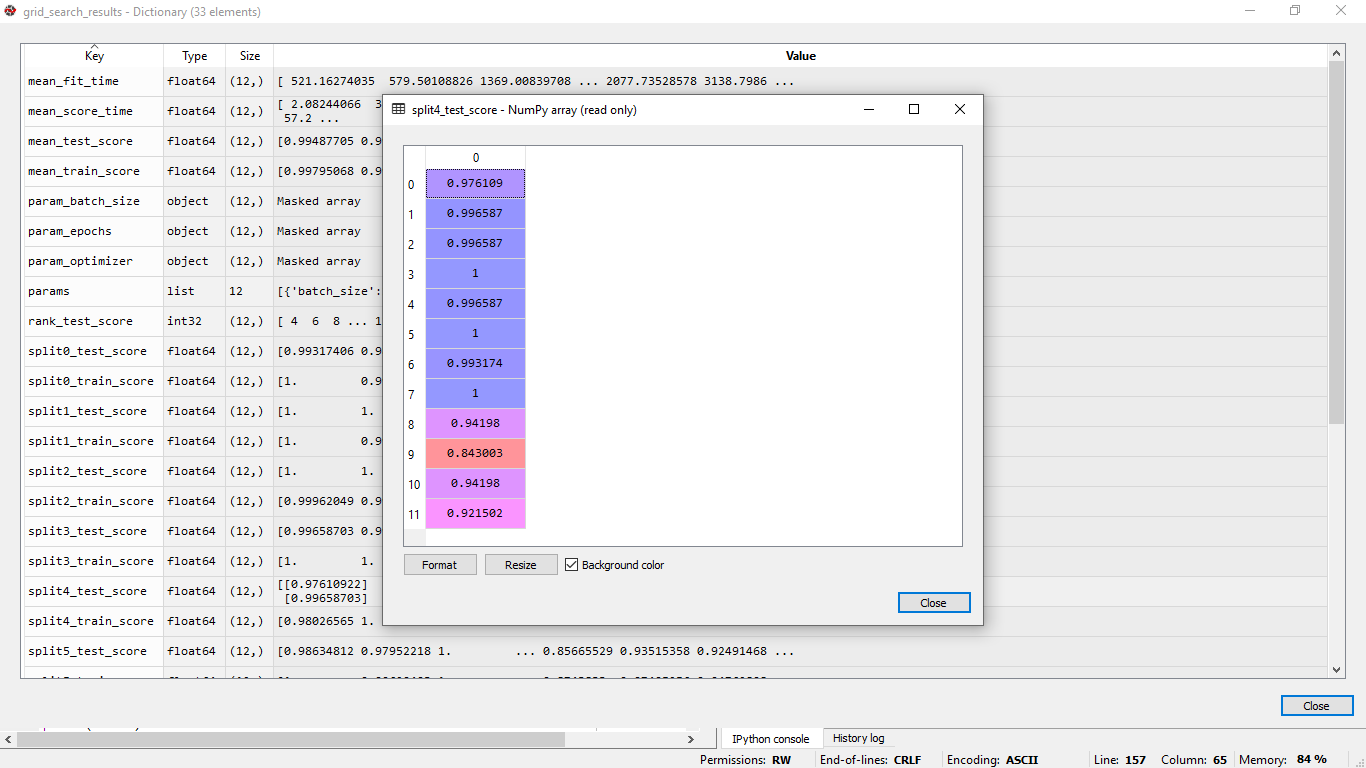 grid_search_results - Dictionary (33 elements)
Key Type Size Value
mean_fit_time float64 (12,) [ 521.16274035 579.50108826 1369.00839708 ... 2077.73528578 3138.7986 ...
mean_score_time float64 (12,) [ 2.08244066 3
57.2 ...
mean_test_score float64 (12,) [0.99487705 0.9
mean_train_score float64 (12,) [0.99795068 0.9
param_batch_size object (12,) Masked array
param_epochs object (12,) Masked array
param_optimizer object (12,) Masked array
params list 12 [{'batch_size':
rank_test_score int32 (12,) [ 4 6 8 ... 1
split0_test_score float64 (12,) [0.99317406 0.9
split0_train_score float64 (12,) [1. 0.9
split1_test_score float64 (12,) [1. 1.
split1_train_score float64 (12,) [1. 0.9
split2_test_score float64 (12,) [1. 1.
split2_train_score float64 (12,) [0.99962049 0.9
split3_test_score float64 (12,) [0.99658703 0.9
split3_train_score float64 (12,) [1. 1.
split4_test_score float64 (12,) [[0.97610922]
[0.99658703]
split4_train_score float64 (12,) [0.98026565 1.
split5_test_score float64 (12,) [0.98634812 0.97952218 1. ... 0.85665529 0.93515358 0.92491468 ...
split4_test_score - NumPy array (read only)
0
0 0.976109
1 0.996587
2 0.996587
3 1
4 0.996587
5 1
6 0.993174
7 1
8 0.94198
9 0.843003
10 0.94198
11 0.921502
Format Resize Background color
Close
Close
IPython console History log
Permissions: RW End-of-lines: CRLF Encoding: ASCII Line: 157 Column: 65 Memory: 84 %